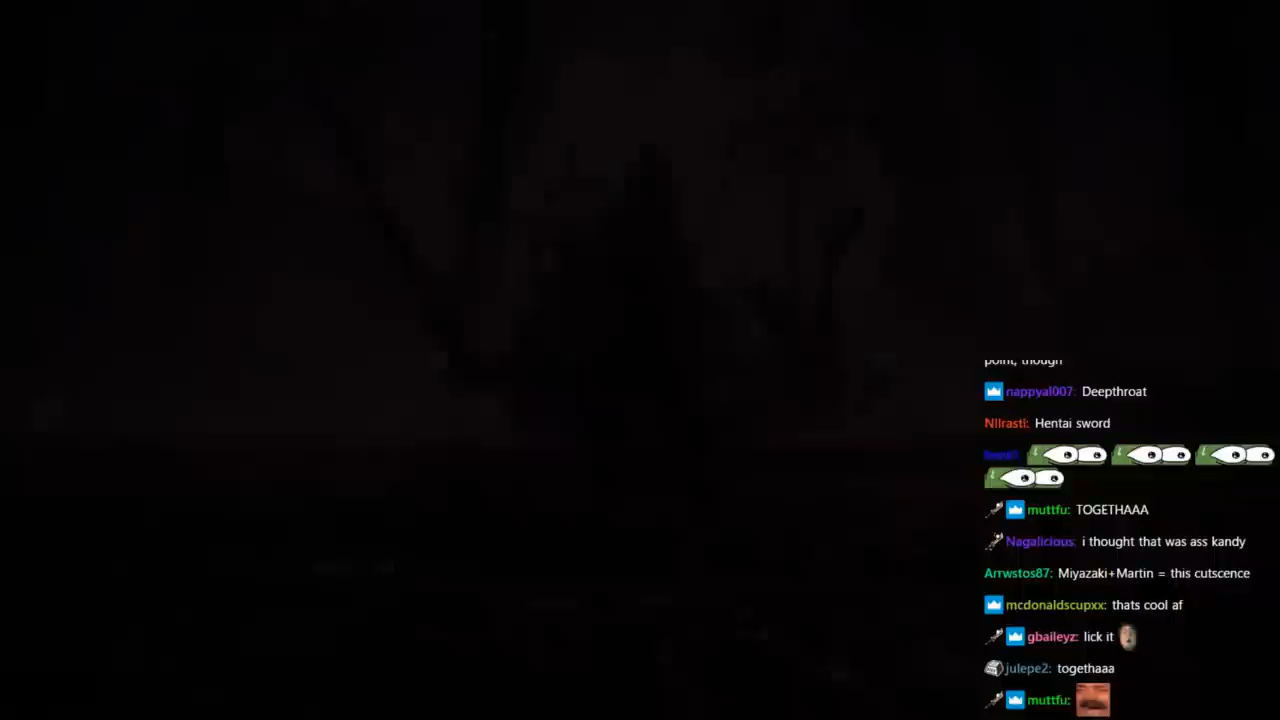 point, though
nappyal007: Deepthroat
NIIrasti: Hentai sword
muttfu: TOGETHAAA
Nagalicious: i thought that was ass kandy
Arrwstos87: Miyazaki+Martin = this cutscence
mcdonaldscupxx: thats cool af
gbaileyz: lick it
julepe2: togethaaa
muttfu: